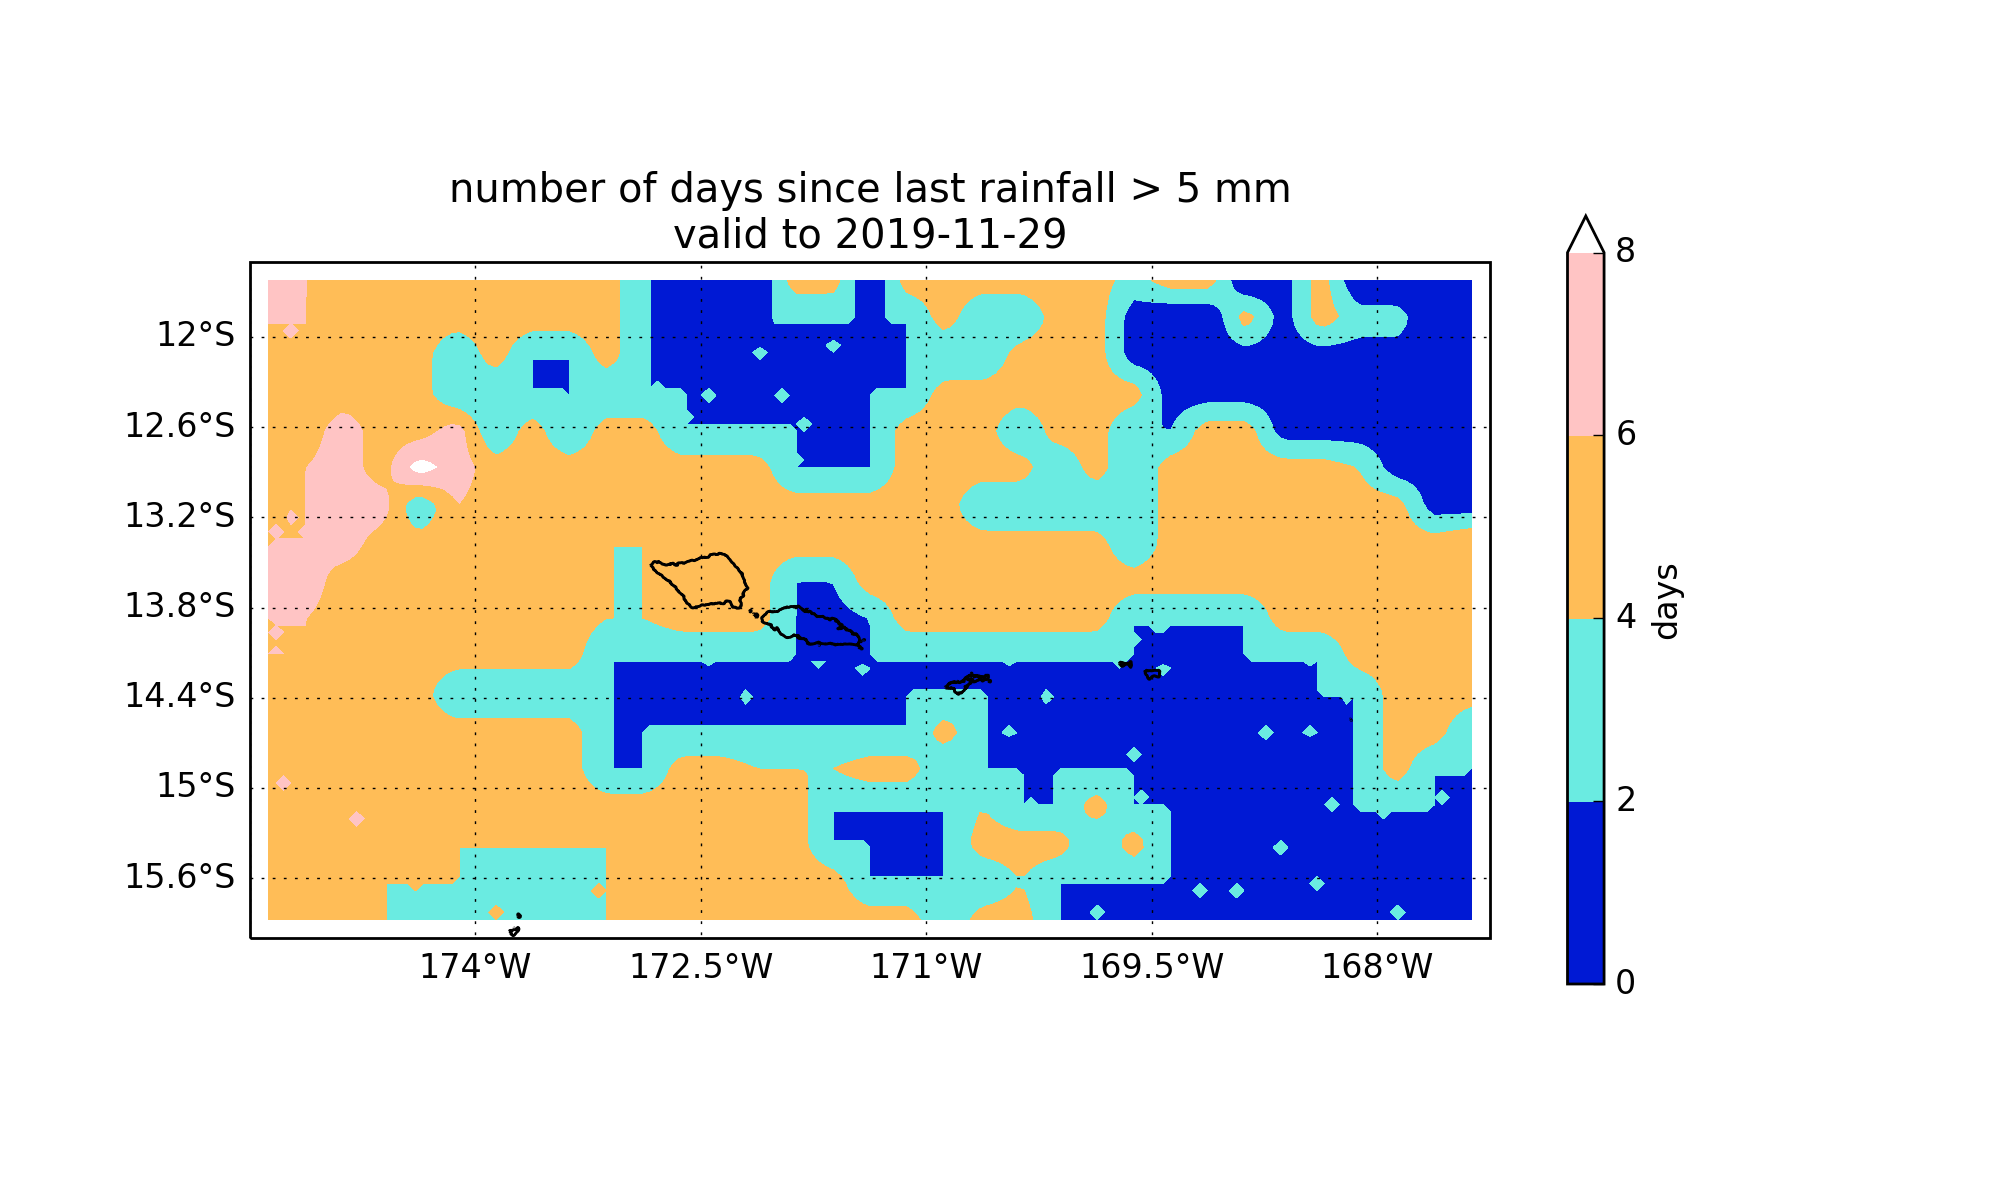 number of days since last rainfall > 5 mm
valid to 2019-11-29
12°S
12.6°S
13.2°S
13.8°S
14.4°S
15°S
15.6°S
174°W
172.5°W
171°W
169.5°W
168°W
8
6
4
2
0
days